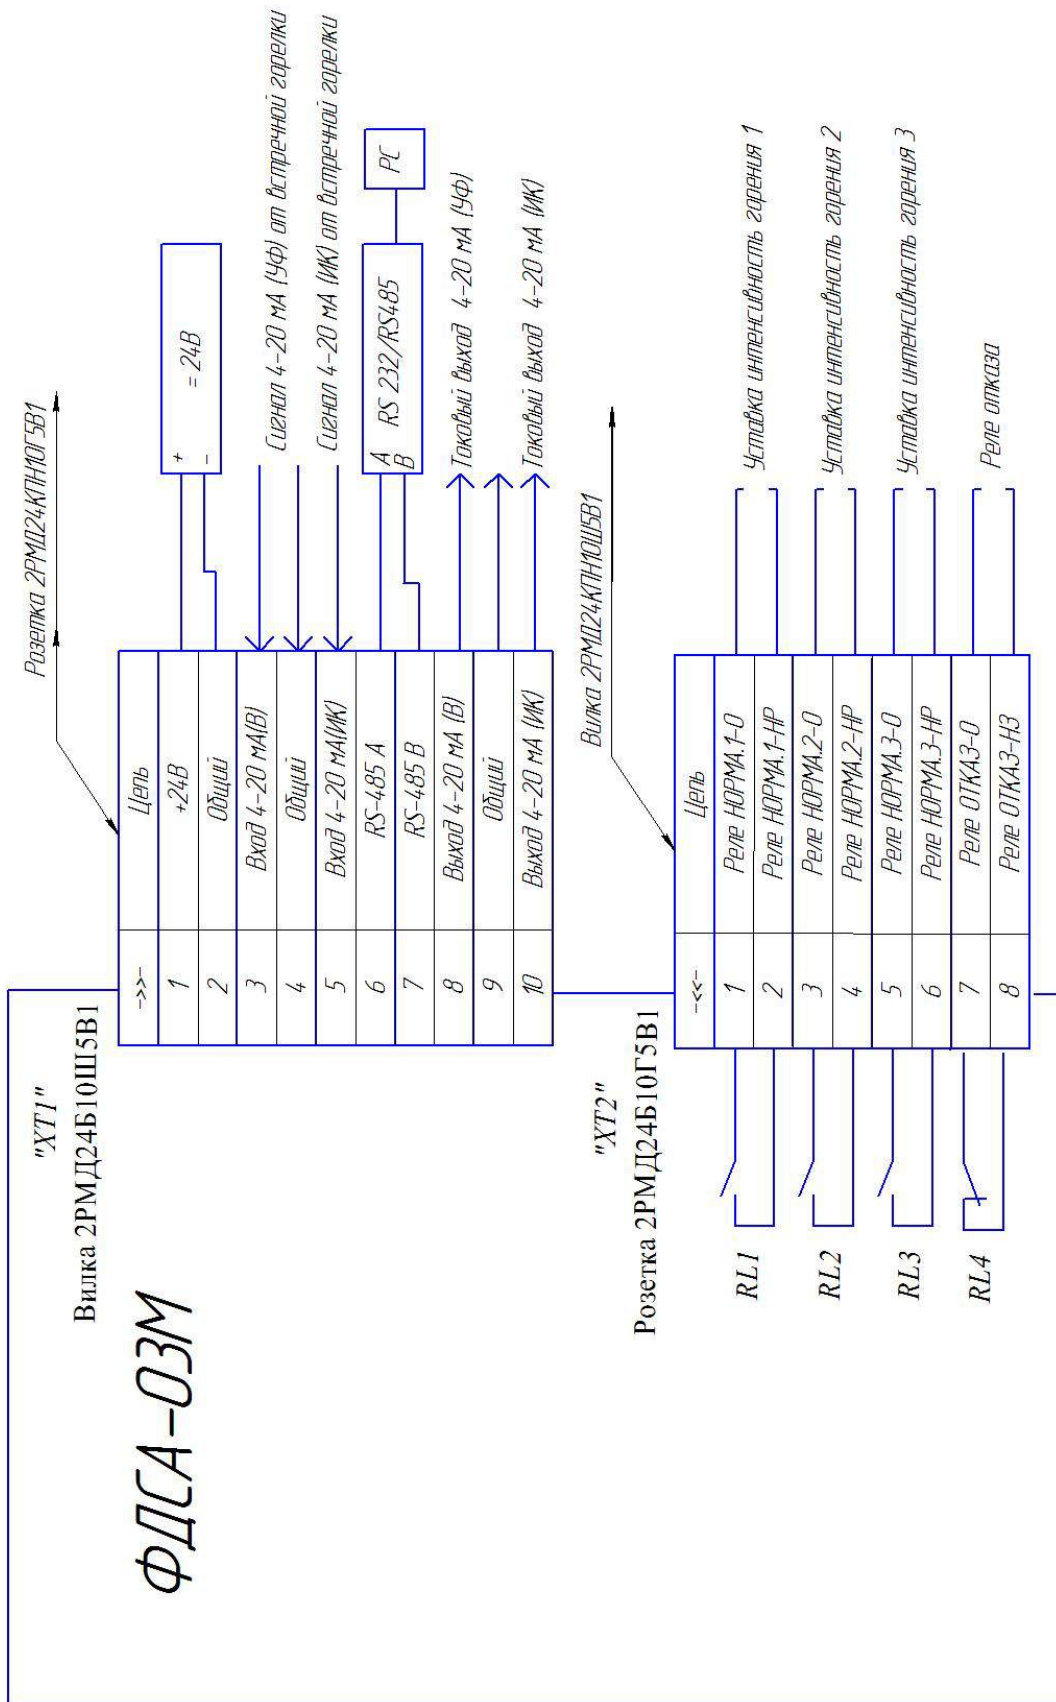 ФДСА-03М
"XT1"
Вилка 2РМД24Б10Ш5В1
Розетка 2РМД24КПН10Г5В1
->>>- Цепь
1 +24В
2 Общий
3 Вход 4-20 мА(В)
4 Общий
5 Вход 4-20 мА(ИК)
6 RS-485 А
7 RS-485 В
8 Выход 4-20 мА (В)
9 Общий
10 Выход 4-20 мА (ИК)
+
= 24В
-
Сигнал 4-20 мА (УФ) от встречной горелки
Сигнал 4-20 мА (ИК) от встречной горелки
A
B
RS 232/RS485
PC
Токовый выход 4-20 мА (УФ)
Токовый выход 4-20 мА (ИК)
"XT2"
Розетка 2РМД24Б10Г5В1
Вилка 2РМД24КПН10Ш5В1
-<<- Цепь
1 Реле НОРМА.1-0
2 Реле НОРМА.1-НР
3 Реле НОРМА.2-0
4 Реле НОРМА.2-НР
5 Реле НОРМА.3-0
6 Реле НОРМА.3-НР
7 Реле ОТКАЗ-0
8 Реле ОТКАЗ-НЗ
RL1
RL2
RL3
RL4
Уставка интенсивность горения 1
Уставка интенсивность горения 2
Уставка интенсивность горения 3
Реле отказа